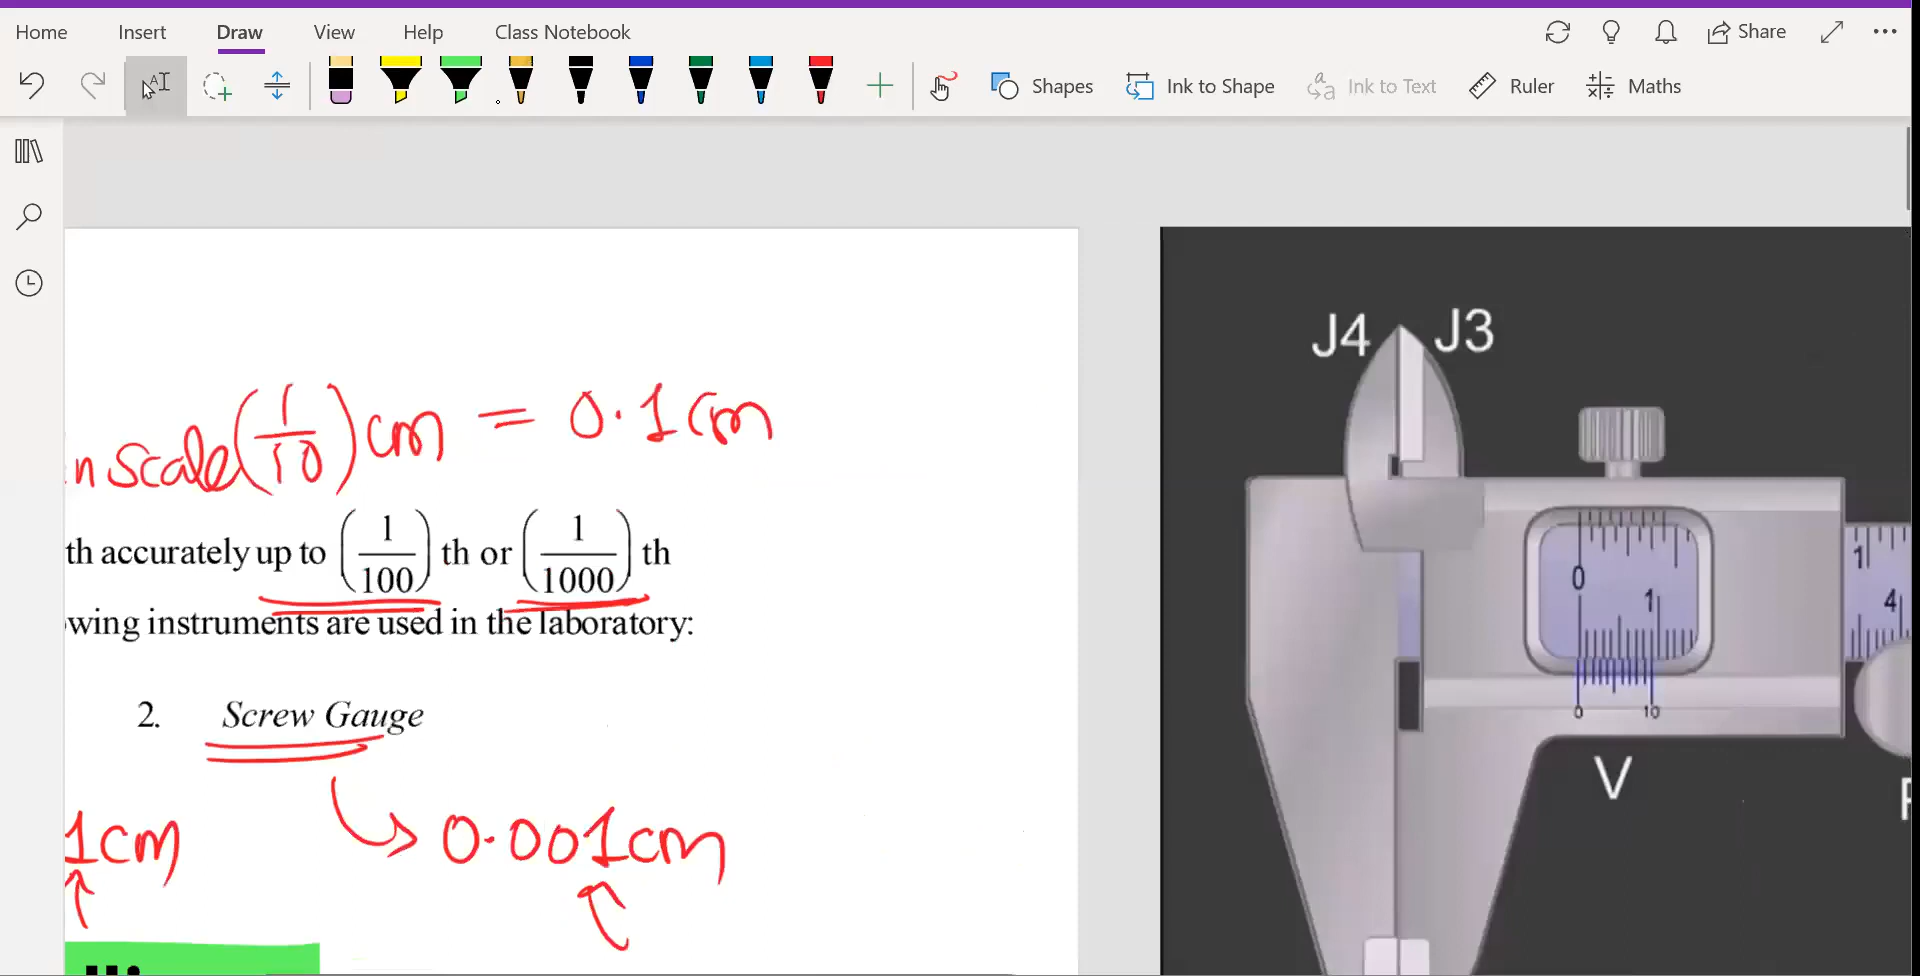 Home Insert Draw View Help Class Notebook Share
Shapes Ink to Shape Ink to Text Ruler Maths
n scale (1/10) cm = 0.1 cm
th accurately up to (1/100) th or (1/1000) th
wing instruments are used in the laboratory:
2. Screw Gauge
1cm 0.001cm
J4 J3
0
1
1
4
0 10
V